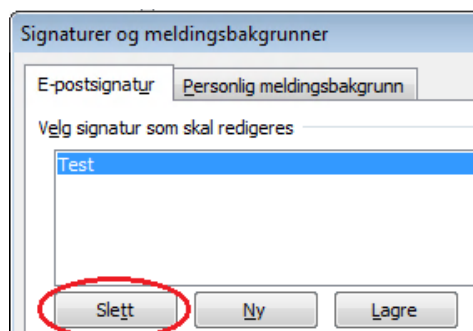 Signaturer og meldingsbakgrunner
E-postsignatur
Personlig meldingsbakgrunn
Velg signatur som skal redigeres
Test
Slett
Ny
Lagre